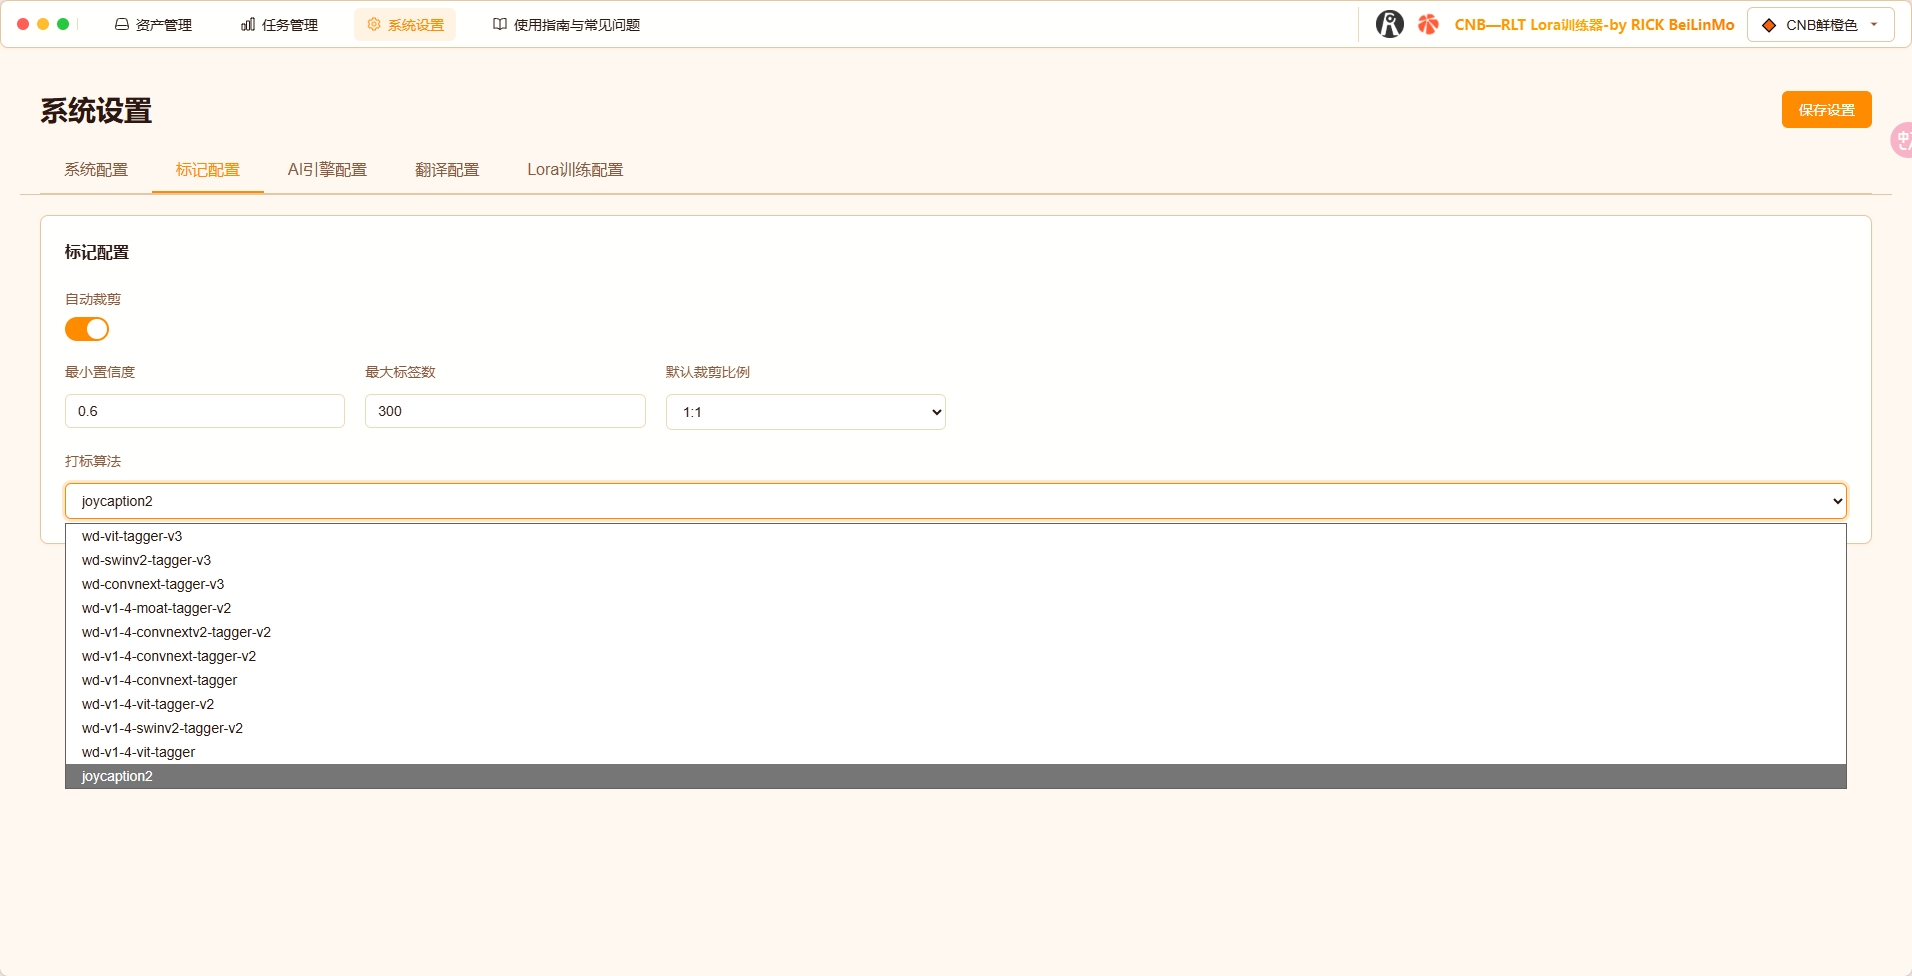 资产管理
任务管理
系统设置
使用指南与常见问题
CNB—RLT Lora训练器-by RICK BeiLinMo
CNB鲜橙色
系统设置
保存设置
系统配置
标记配置
AI引擎配置
翻译配置
Lora训练配置
标记配置
自动裁剪
最小置信度
最大标签数
默认裁剪比例
0.6
300
1:1
打标算法
joycaption2
wd-vit-tagger-v3
wd-swinv2-tagger-v3
wd-convnext-tagger-v3
wd-v1-4-moat-tagger-v2
wd-v1-4-convnextv2-tagger-v2
wd-v1-4-convnext-tagger-v2
wd-v1-4-convnext-tagger
wd-v1-4-vit-tagger-v2
wd-v1-4-swinv2-tagger-v2
wd-v1-4-vit-tagger
joycaption2